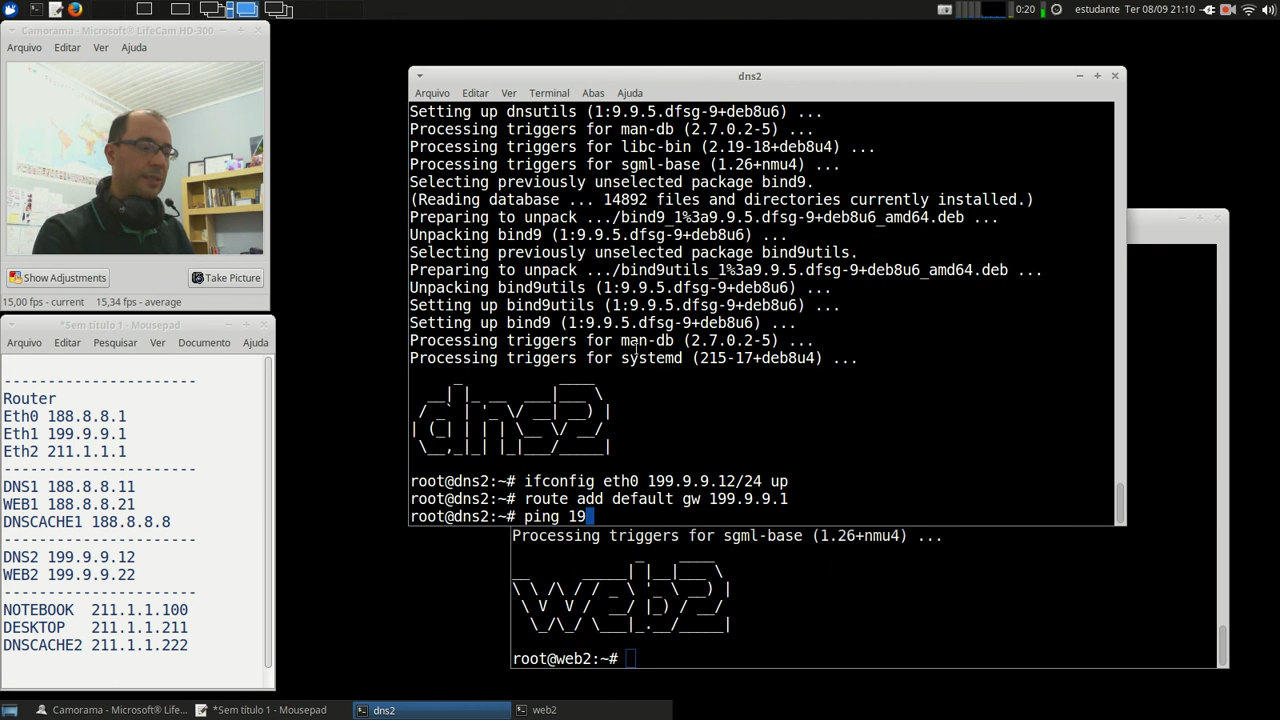 0:20 estudante Ter 08/09 21:10
Camorama - Microsoft® LifeCam HD-300
Arquivo Editar Ver Ajuda
Show Adjustments Take Picture
15,00 fps - current 15,34 fps - average
*Sem título 1 - Mousepad
Arquivo Editar Pesquisar Ver Documento Ajuda
----------------------
Router
Eth0 188.8.8.1
Eth1 199.9.9.1
Eth2 211.1.1.1
----------------------
DNS1 188.8.8.11
WEB1 188.8.8.21
DNSCACHE1 188.8.8.8
----------------------
DNS2 199.9.9.12
WEB2 199.9.9.22
----------------------
NOTEBOOK 211.1.1.100
DESKTOP 211.1.1.211
DNSCACHE2 211.1.1.222
dns2
Arquivo Editar Ver Terminal Abas Ajuda
Setting up dnsutils (1:9.9.5.dfsg-9+deb8u6) ...
Processing triggers for man-db (2.7.0.2-5) ...
Processing triggers for libc-bin (2.19-18+deb8u4) ...
Processing triggers for sgml-base (1.26+nmu4) ...
Selecting previously unselected package bind9.
(Reading database ... 14892 files and directories currently installed.)
Preparing to unpack .../bind9_1%3a9.9.5.dfsg-9+deb8u6_amd64.deb ...
Unpacking bind9 (1:9.9.5.dfsg-9+deb8u6) ...
Selecting previously unselected package bind9utils.
Preparing to unpack .../bind9utils_1%3a9.9.5.dfsg-9+deb8u6_amd64.deb ...
Unpacking bind9utils (1:9.9.5.dfsg-9+deb8u6) ...
Setting up bind9utils (1:9.9.5.dfsg-9+deb8u6) ...
Setting up bind9 (1:9.9.5.dfsg-9+deb8u6) ...
Processing triggers for man-db (2.7.0.2-5) ...
Processing triggers for systemd (215-17+deb8u4) ...
dns2
root@dns2:~# ifconfig eth0 199.9.9.12/24 up
root@dns2:~# route add default gw 199.9.9.1
root@dns2:~# ping 19
Processing triggers for sgml-base (1.26+nmu4) ...
web2
root@web2:~#
Camorama - Microsoft® Life... *Sem título 1 - Mousepad dns2 web2